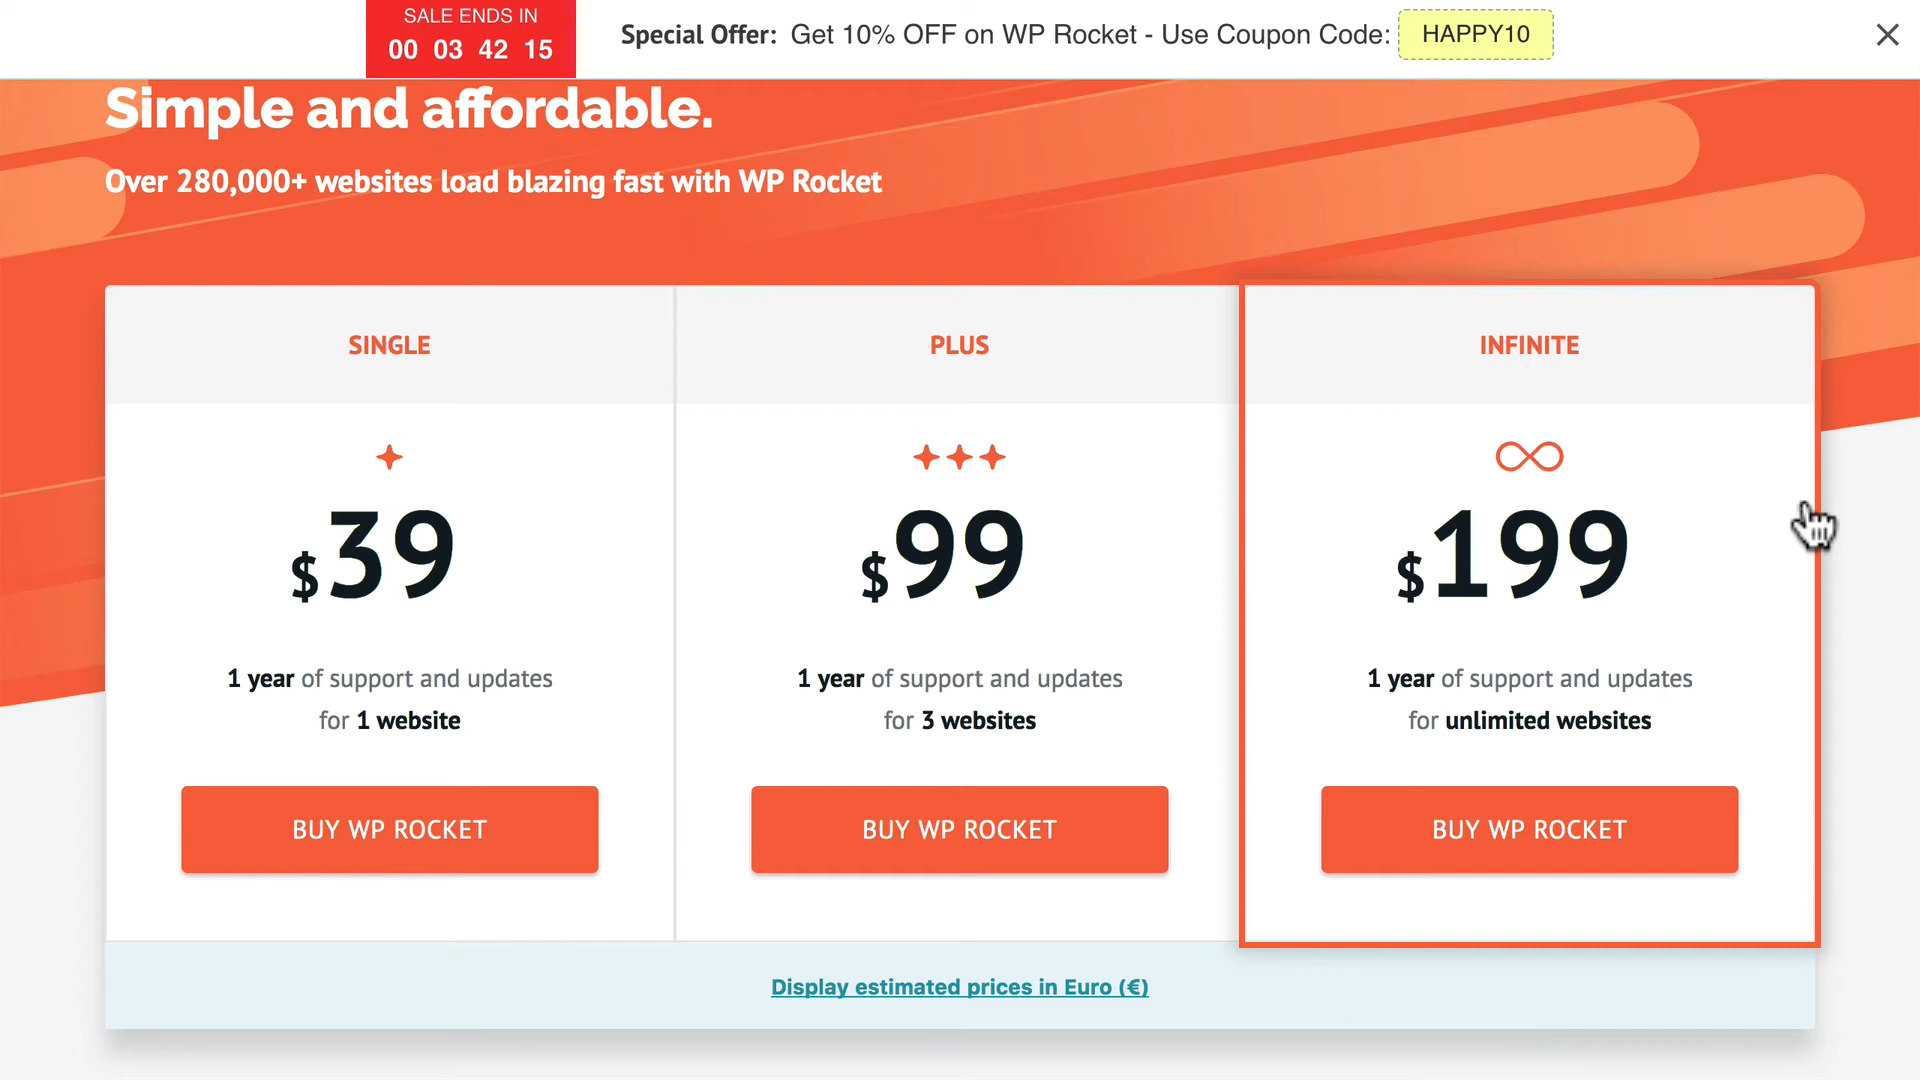 SALE ENDS IN
00 03 42 15
Special Offer: Get 10% OFF on WP Rocket - Use Coupon Code: HAPPY10
Simple and affordable.
Over 280,000+ websites load blazing fast with WP Rocket
SINGLE
$39
1 year of support and updates
for 1 website
BUY WP ROCKET
PLUS
$99
1 year of support and updates
for 3 websites
BUY WP ROCKET
INFINITE
$199
1 year of support and updates
for unlimited websites
BUY WP ROCKET
Display estimated prices in Euro (€)